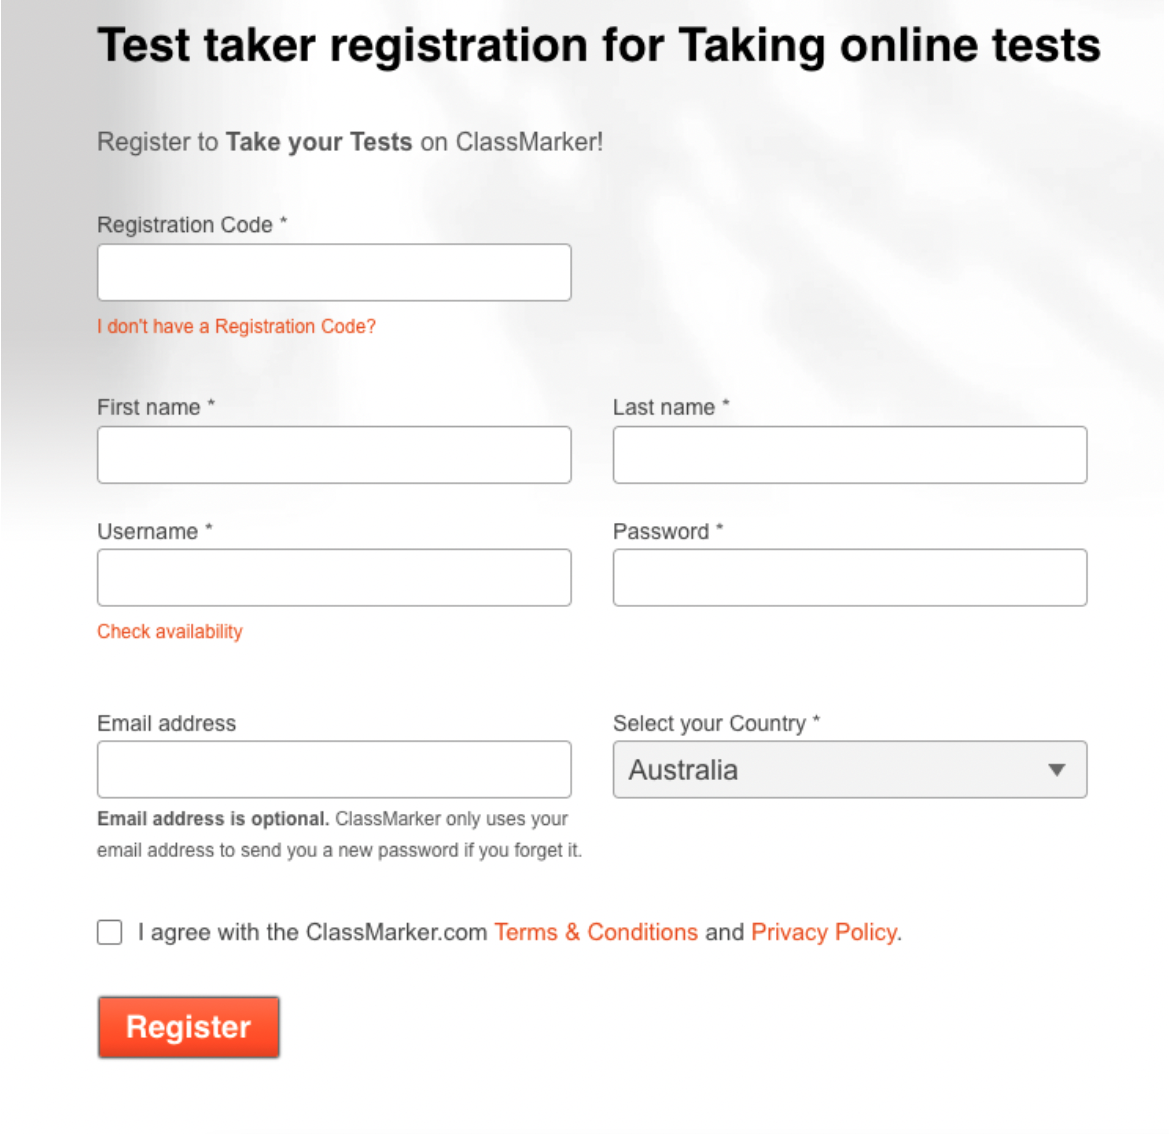 Test taker registration for Taking online tests
Register to Take your Tests on ClassMarker!
Registration Code *
I don't have a Registration Code?
First name *
Last name *
Username *
Password *
Check availability
Email address
Select your Country *
Australia
Email address is optional. ClassMarker only uses your
email address to send you a new password if you forget it.
I agree with the ClassMarker.com Terms & Conditions and Privacy Policy.
Register